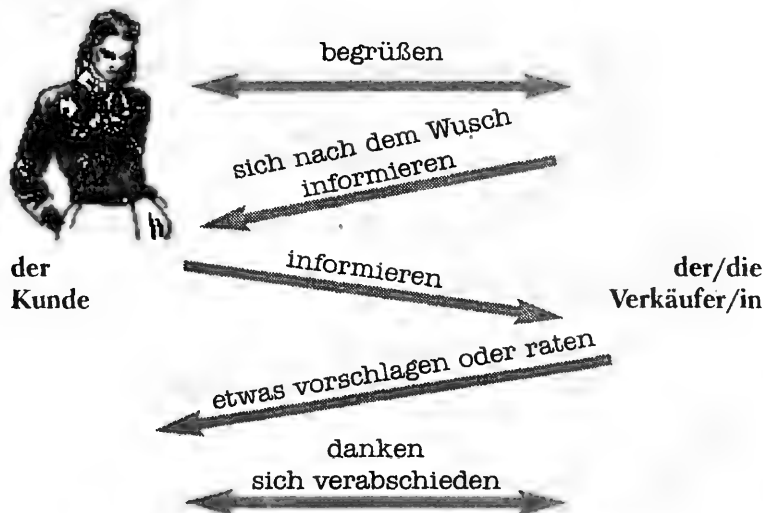 begrüßen
sich nach dem Wusch
informieren
der
Kunde
informieren
der/die
Verkäufer/in
etwas vorschlagen oder raten
danken
sich verabschieden